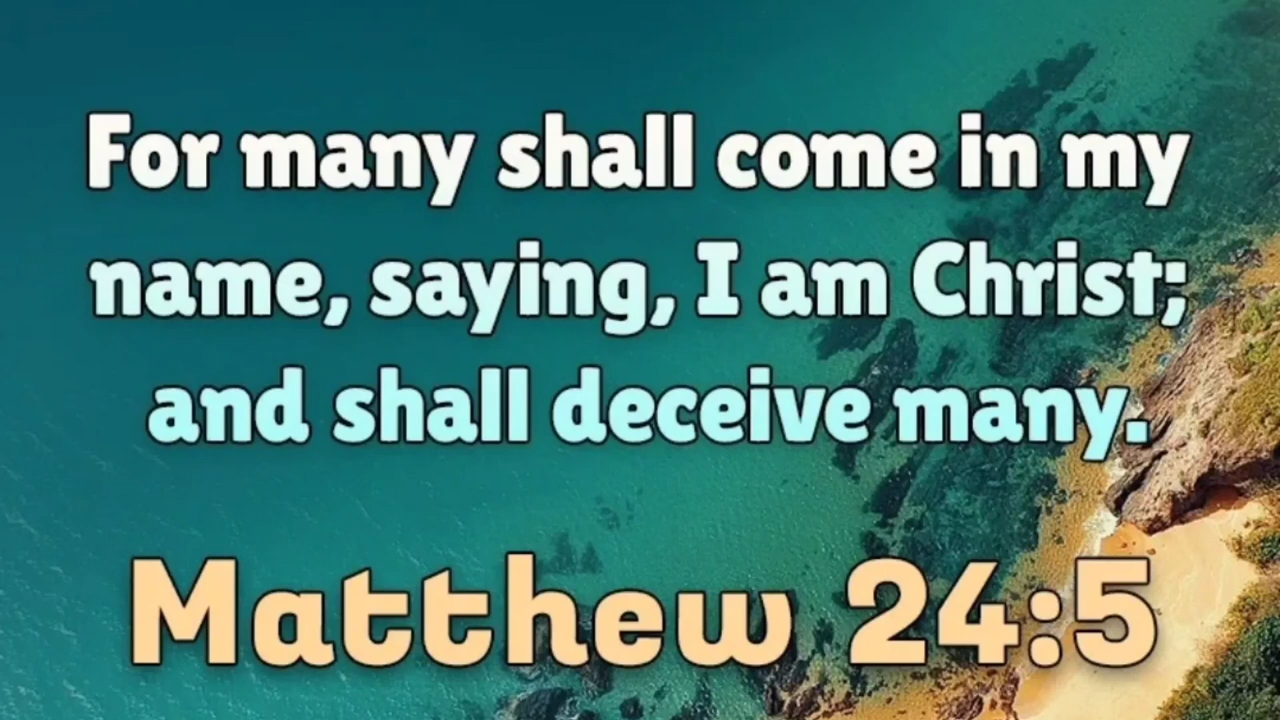 For many shall come in my
name, saying, I am Christ;
and shall deceive many.
Matthew 24:5